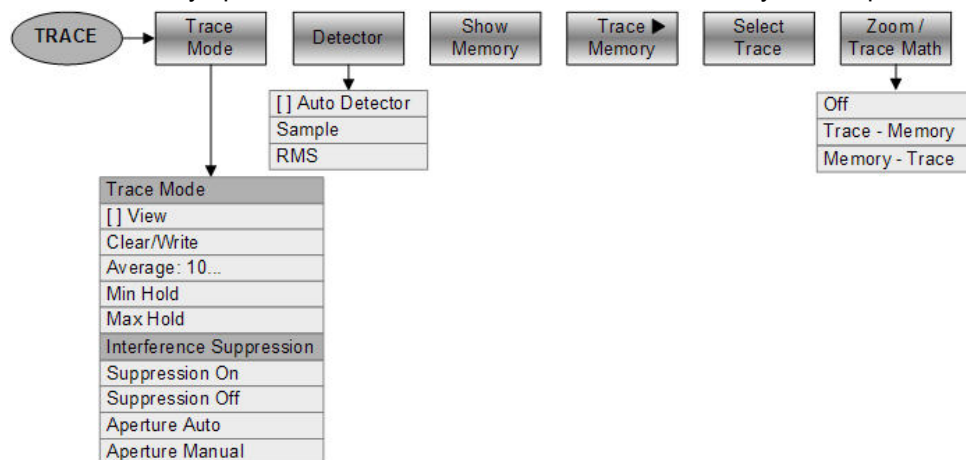 TRACE
Trace
Mode
Detector
Show
Memory
Trace ▶
Memory
Select
Trace
Zoom /
Trace Math
[ ] Auto Detector
Sample
RMS
Off
Trace - Memory
Memory - Trace
Trace Mode
[ ] View
Clear/Write
Average: 10...
Min Hold
Max Hold
Interference Suppression
Suppression On
Suppression Off
Aperture Auto
Aperture Manual